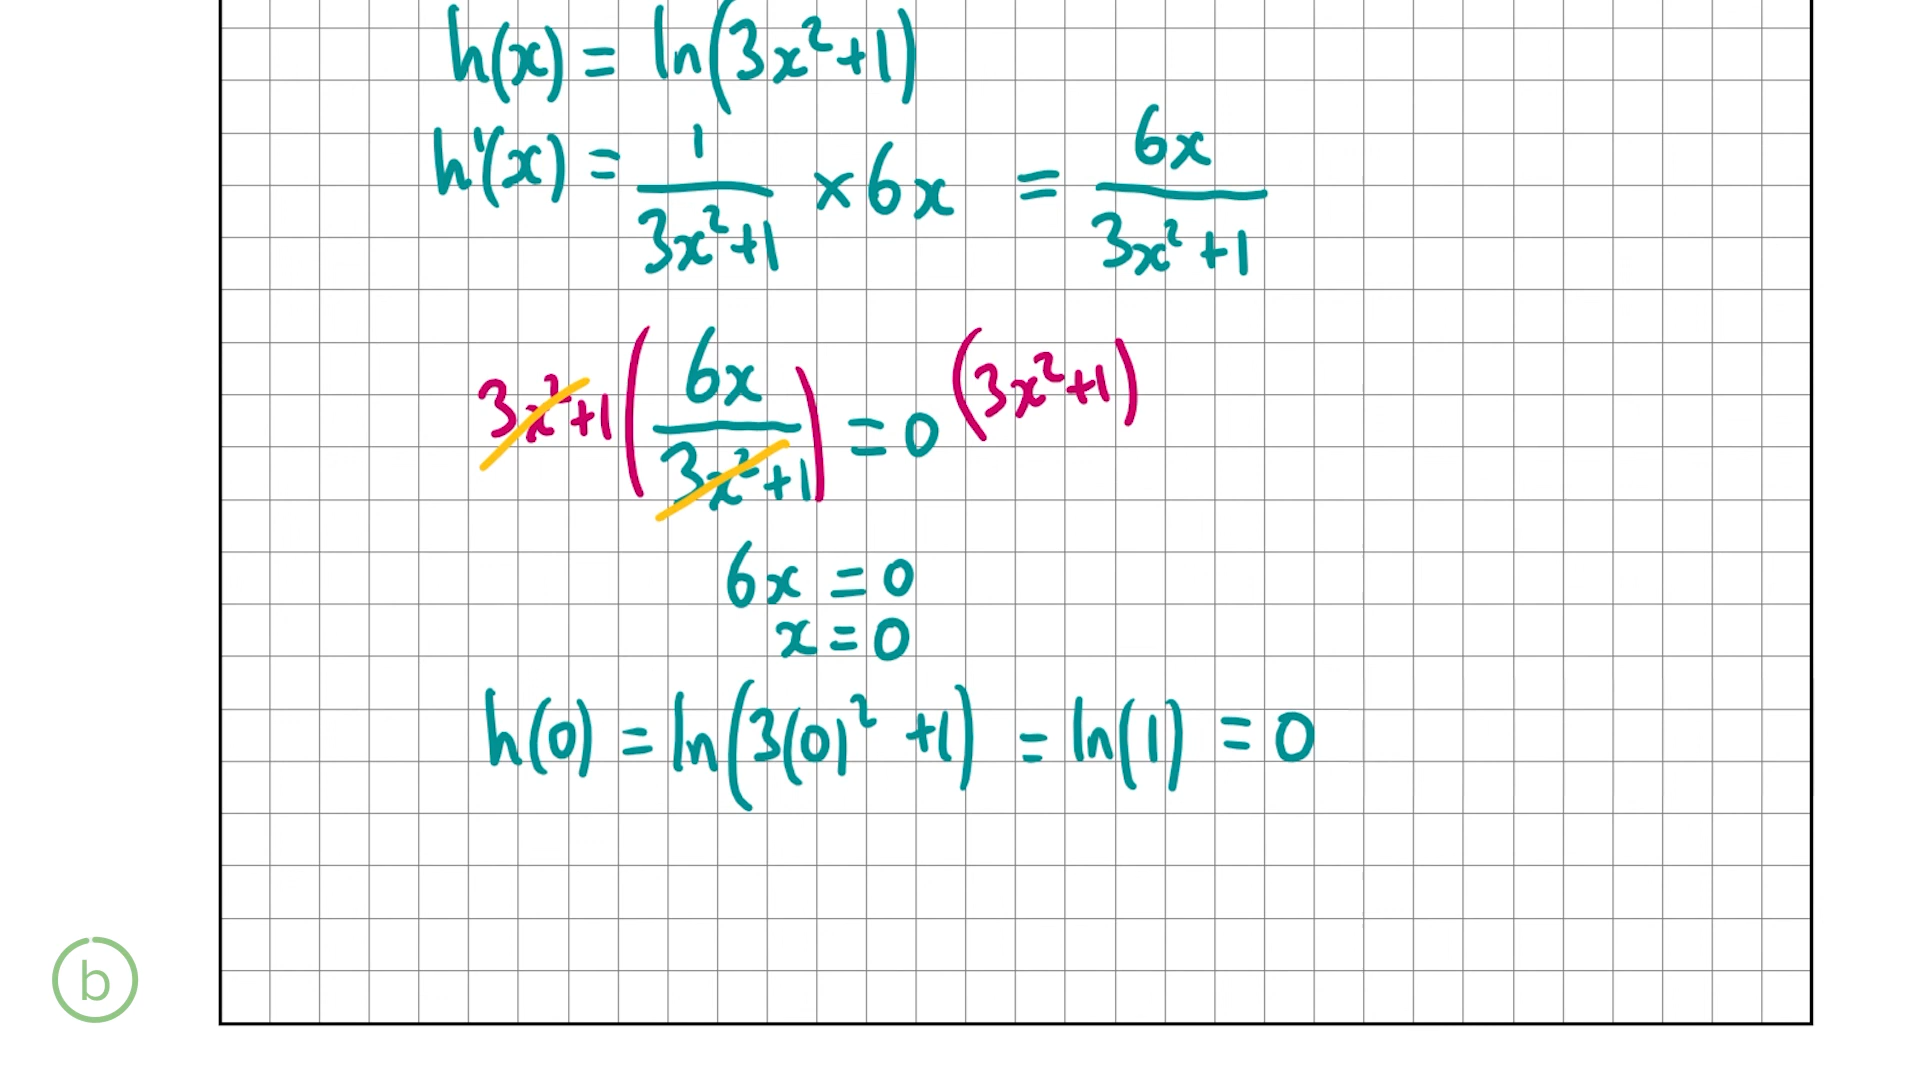 h(x) = ln(3x²+1)
h'(x) = 1/(3x²+1) × 6x = 6x/(3x²+1)
3x²+1 (6x/(3x²+1)) = 0 (3x²+1)
6x = 0
x = 0
h(0) = ln(3(0)² +1) = ln(1) = 0
b